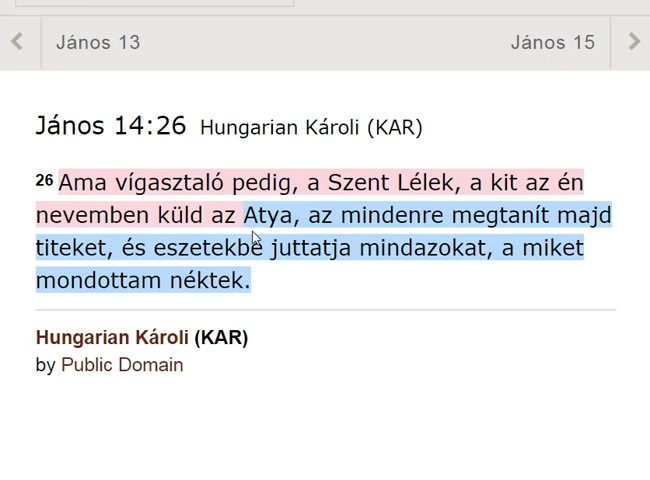 János 13
János 15
János 14:26 Hungarian Károli (KAR)
26 Ama vígasztaló pedig, a Szent Lélek, a kit az én
nevemben küld az Atya, az mindenre megtanít majd
titeket, és eszetekbe juttatja mindazokat, a miket
mondottam néktek.
Hungarian Károli (KAR)
by Public Domain